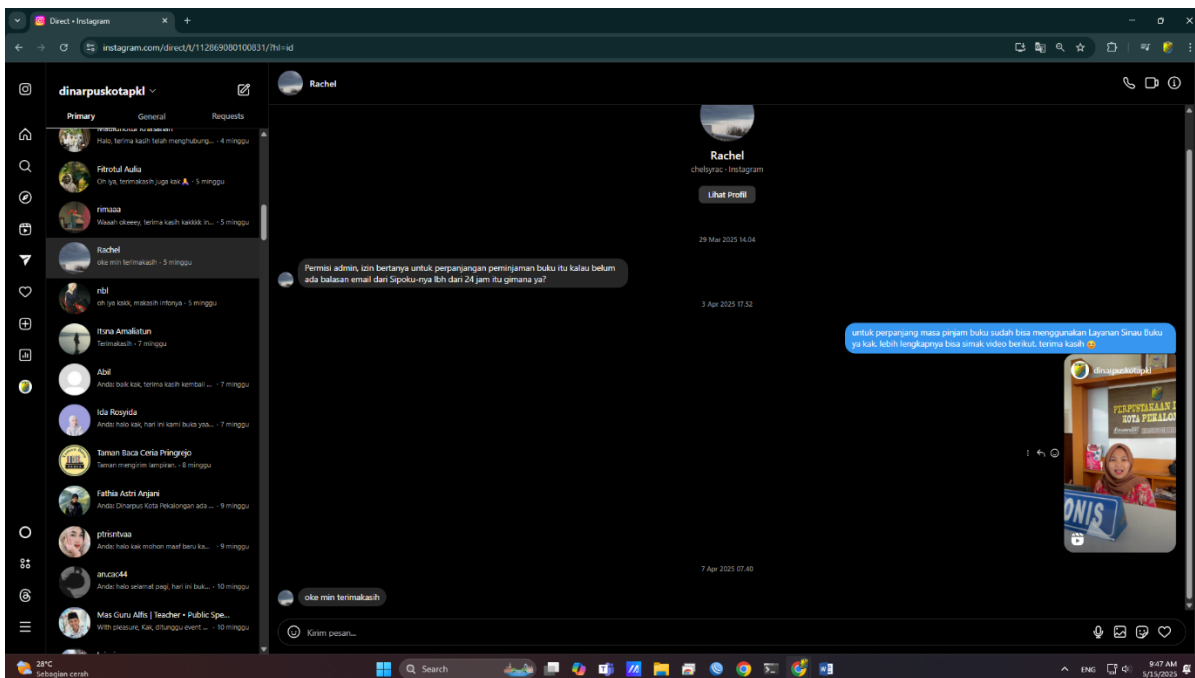 Direct • Instagram
instagram.com/direct/t/112869080100831/?hl=id
dinarpuskotapkl
Primary
General
Requests
Halo, terima kasih telah menghubung... · 4 minggu
Fitrotul Aulia
Oh iya, terimakasih juga kak🙏 · 5 minggu
rimaaa
Waaah okeeey, terima kasih kakkkk in... · 5 minggu
Rachel
oke min terimakasih · 5 minggu
nbl
oh iya kakk, makasih infonya · 5 minggu
Itsna Amaliatun
Terimakasih · 7 minggu
Abil
Anda: baik kak, terima kasih kembali ... · 7 minggu
Ida Rosyida
Anda: halo kak, hari ini kami buka yaa... · 7 minggu
Taman Baca Ceria Pringrejo
Taman mengirim lampiran. · 8 minggu
Fathia Astri Anjani
Anda: Dinarpus Kota Pekalongan ada ... · 9 minggu
ptrisntvaa
Anda: halo kak mohon maaf baru ka... · 9 minggu
an.cac44
Anda: halo selamat pagi, hari ini buk... · 10 minggu
Mas Guru Alfis | Teacher • Public Spe...
With pleasure, Kak, ditunggu event ... · 10 minggu
Rachel
Rachel
chelsyrac · Instagram
Lihat Profil
29 Mar 2025 14.04
Permisi admin, izin bertanya untuk perpanjangan peminjaman buku itu kalau belum
ada balasan email dari Sipoku-nya lbh dari 24 jam itu gimana ya?
3 Apr 2025 17.52
untuk perpanjang masa pinjam buku sudah bisa menggunakan Layanan Sinau Buku
ya kak. lebih lengkapnya bisa simak video berikut. terima kasih 😊
dinarpuskotapkl
PERPUSTAKAAN
KOTA PEKALO
ONIS
7 Apr 2025 07.40
oke min terimakasih
Kirim pesan...
28°C
Sebagian cerah
Search
ENG
9:47 AM
5/15/2025